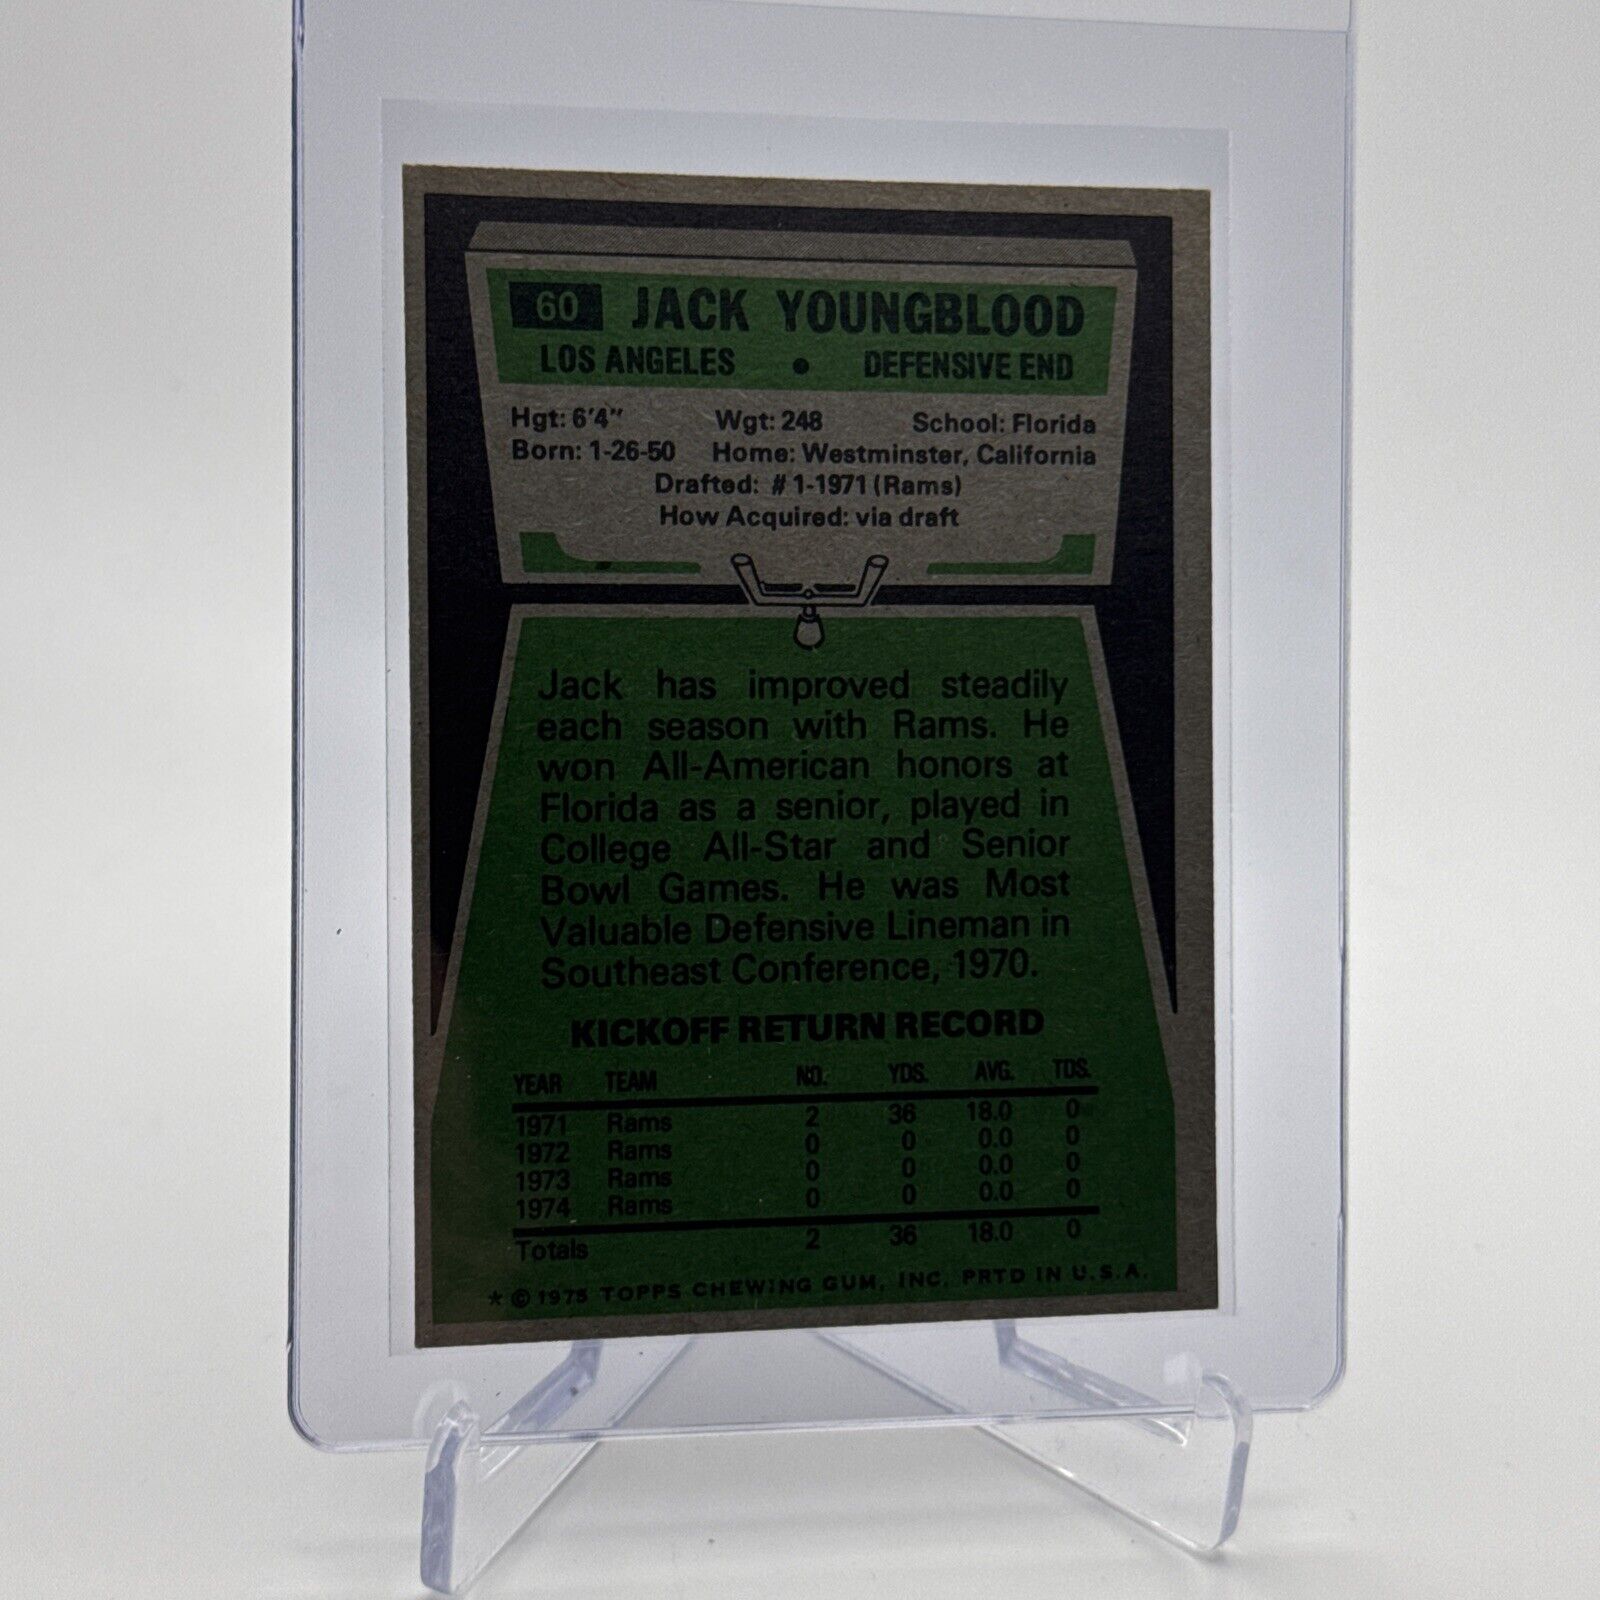 60 JACK YOUNGBLOOD
LOS ANGELES • DEFENSIVE END
Hgt: 6'4" Wgt: 248 School: Florida
Born: 1-26-50 Home: Westminster, California
Drafted: #1-1971 (Rams)
How Acquired: via draft
Jack has improved steadily
each season with Rams. He
won All-American honors at
Florida as a senior, played in
College All-Star and Senior
Bowl Games. He was Most
Valuable Defensive Lineman in
Southeast Conference, 1970.
KICKOFF RETURN RECORD
YEAR TEAM NO. YDS. AVG. TDS.
1971 Rams 2 36 18.0 0
1972 Rams 0 0 0.0 0
1973 Rams 0 0 0.0 0
1974 Rams 0 0 0.0 0
Totals 2 36 18.0 0
* © 1975 TOPPS CHEWING GUM, INC. PRTD IN U.S.A.